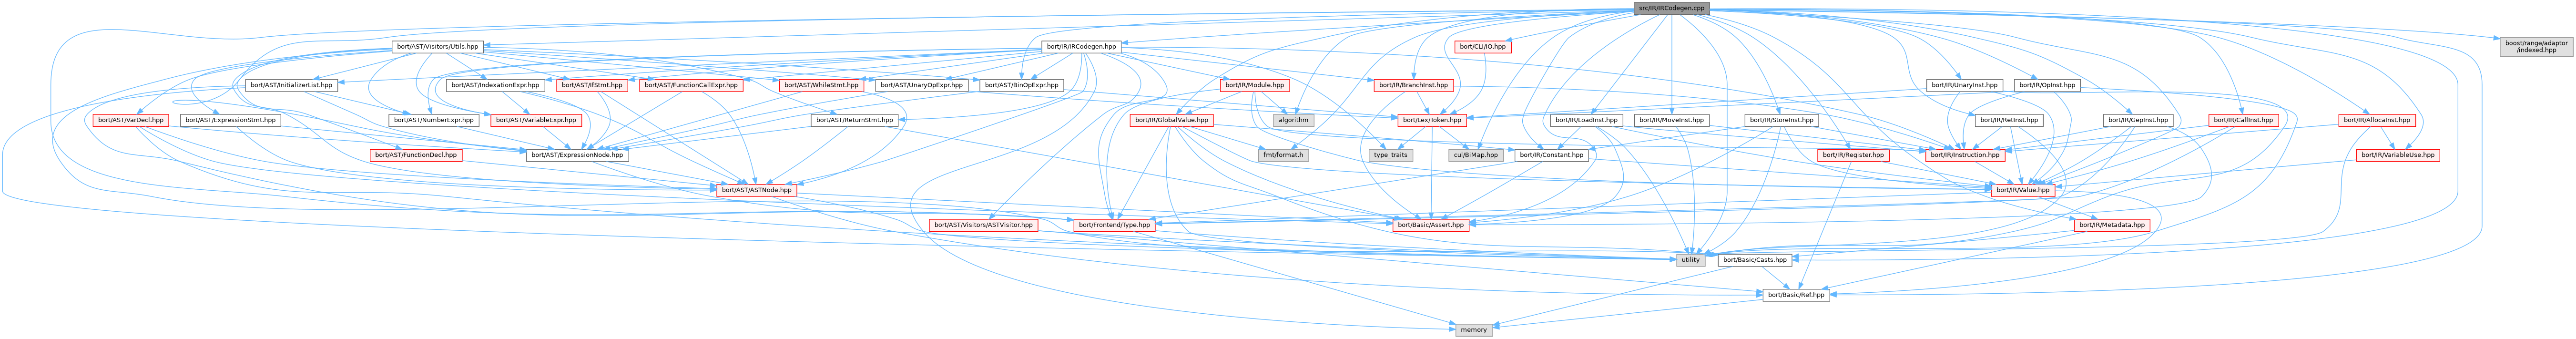 src/IR/IRCodegen.cpp
bort/AST/Visitors/Utils.hpp
bort/IR/IRCodegen.hpp
bort/CLI/IO.hpp
boost/range/adaptor
/indexed.hpp
bort/AST/InitializerList.hpp
bort/AST/IndexationExpr.hpp
bort/AST/IfStmt.hpp
bort/AST/FunctionCallExpr.hpp
bort/AST/WhileStmt.hpp
bort/AST/UnaryOpExpr.hpp
bort/AST/BinOpExpr.hpp
bort/IR/Module.hpp
bort/IR/BranchInst.hpp
bort/IR/UnaryInst.hpp
bort/IR/OpInst.hpp
bort/AST/VarDecl.hpp
bort/AST/ExpressionStmt.hpp
bort/AST/NumberExpr.hpp
bort/AST/VariableExpr.hpp
bort/AST/ReturnStmt.hpp
bort/IR/GlobalValue.hpp
algorithm
bort/Lex/Token.hpp
bort/IR/LoadInst.hpp
bort/IR/MoveInst.hpp
bort/IR/StoreInst.hpp
bort/IR/RetInst.hpp
bort/IR/GepInst.hpp
bort/IR/CallInst.hpp
bort/IR/AllocaInst.hpp
bort/AST/FunctionDecl.hpp
bort/AST/ExpressionNode.hpp
fmt/format.h
type_traits
cul/BiMap.hpp
bort/IR/Constant.hpp
bort/IR/Register.hpp
bort/IR/Instruction.hpp
bort/IR/VariableUse.hpp
bort/AST/ASTNode.hpp
bort/IR/Value.hpp
bort/AST/Visitors/ASTVisitor.hpp
bort/Frontend/Type.hpp
bort/Basic/Assert.hpp
bort/IR/Metadata.hpp
utility
bort/Basic/Casts.hpp
bort/Basic/Ref.hpp
memory